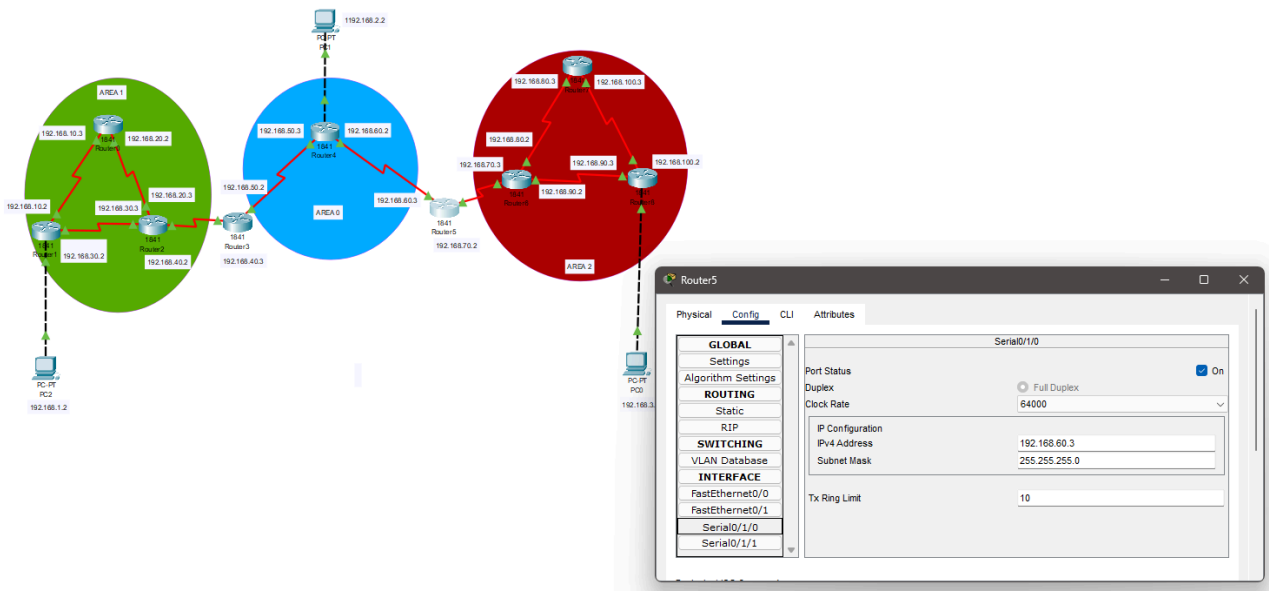 1192.168.2.2
PC-PT
PC1
AREA 1
192.168.10.3
192.168.20.2
1841
192.168.10.2
192.168.30.3
192.168.20.3
1841
Router1
192.168.30.2
1841
Router2
192.168.40.2
192.168.50.2
1841
Router3
192.168.40.3
192.168.50.3
192.168.60.2
1841
Router4
AREA 0
192.168.60.3
1841
Router5
192.168.70.2
192.168.80.3
192.168.100.3
192.168.80.2
192.168.70.3
192.168.90.3
192.168.100.2
1841
192.168.90.2
AREA 2
PC-PT
PC2
192.168.1.2
PC-PT
PC0
192.168.3.
Router5
Physical Config CLI Attributes
GLOBAL
Settings
Algorithm Settings
ROUTING
Static
RIP
SWITCHING
VLAN Database
INTERFACE
FastEthernet0/0
FastEthernet0/1
Serial0/1/0
Serial0/1/1
Serial0/1/0
Port Status On
Duplex Full Duplex
Clock Rate 64000
IP Configuration
IPv4 Address 192.168.60.3
Subnet Mask 255.255.255.0
Tx Ring Limit 10